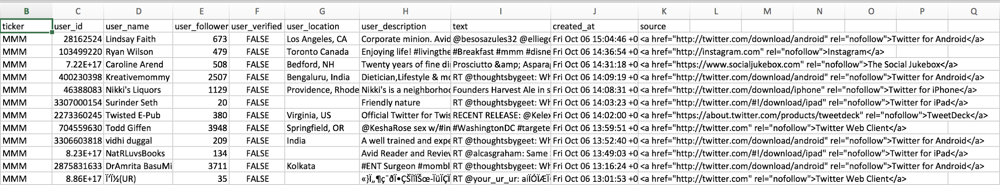 B C D E F G H I J K L M N O P Q
ticker user_id user_name user_follower user_verified user_location user_description text created_at source
MMM 28162524 Lindsay Faith 673 FALSE Los Angeles, CA Corporate minion. Avid @besosazules32 @elliego Fri Oct 06 15:04:46 +0 <a href="http://twitter.com/download/android" rel="nofollow">Twitter for Android</a>
MMM 103499220 Ryan Wilson 479 FALSE Toronto Canada Enjoying life! #livingthe #Breakfast #mmm #disne Fri Oct 06 14:36:54 +0 <a href="http://instagram.com" rel="nofollow">Instagram</a>
MMM 7.22E+17 Caroline Arend 508 FALSE Bedford, NH Twenty years of fine di Prosciutto &amp; Aspara Fri Oct 06 14:31:18 +0 <a href="https://www.socialjukebox.com" rel="nofollow">The Social Jukebox</a>
MMM 400230398 Kreativemommy 2507 FALSE Bengaluru, India Dietician,Lifestyle & mo RT @thoughtsbygeet: Wh Fri Oct 06 14:09:19 +0 <a href="http://twitter.com/download/android" rel="nofollow">Twitter for Android</a>
MMM 46388083 Nikki's Liquors 1129 FALSE Providence, Rhode Nikki's is a neighborhoo Founders Harvest Ale in s Fri Oct 06 14:08:31 +0 <a href="http://twitter.com/download/iphone" rel="nofollow">Twitter for iPhone</a>
MMM 3307000154 Surinder Seth 20 FALSE Friendly nature RT @thoughtsbygeet: Wh Fri Oct 06 14:03:23 +0 <a href="http://twitter.com/#!/download/ipad" rel="nofollow">Twitter for iPad</a>
MMM 2273360245 Twisted E-Pub 380 FALSE Virginia, US Official Twitter for Twis RECENT RELEASE: @Kelex Fri Oct 06 14:02:00 +0 <a href="https://about.twitter.com/products/tweetdeck" rel="nofollow">TweetDeck</a>
MMM 704559630 Todd Giffen 3948 FALSE Springfield, OR @KeshaRose sex w/#in #WashingtonDC #targete Fri Oct 06 13:59:51 +0 <a href="http://twitter.com" rel="nofollow">Twitter Web Client</a>
MMM 3306603818 vidhi duggal 209 FALSE India A well trained and expe RT @thoughtsbygeet: Wh Fri Oct 06 13:52:40 +0 <a href="http://twitter.com/download/android" rel="nofollow">Twitter for Android</a>
MMM 8.23E+17 NatRLuvsBooks 134 FALSE Avid Reader and Review RT @alcasgraham: Same Fri Oct 06 13:49:03 +0 <a href="http://twitter.com/#!/download/ipad" rel="nofollow">Twitter for iPad</a>
MMM 2875831633 DrAmrita BasuMi 3711 FALSE Kolkata #ENT Surgeon #mombl RT @thoughtsbygeet: Wh Fri Oct 06 13:16:24 +0 <a href="http://twitter.com/download/android" rel="nofollow">Twitter for Android</a>
MMM 8.86E+17 35 FALSE RT @your_ur_ur: Fri Oct 06 13:01:53 +0 <a href="http://twitter.com" rel="nofollow">Twitter Web Client</a>